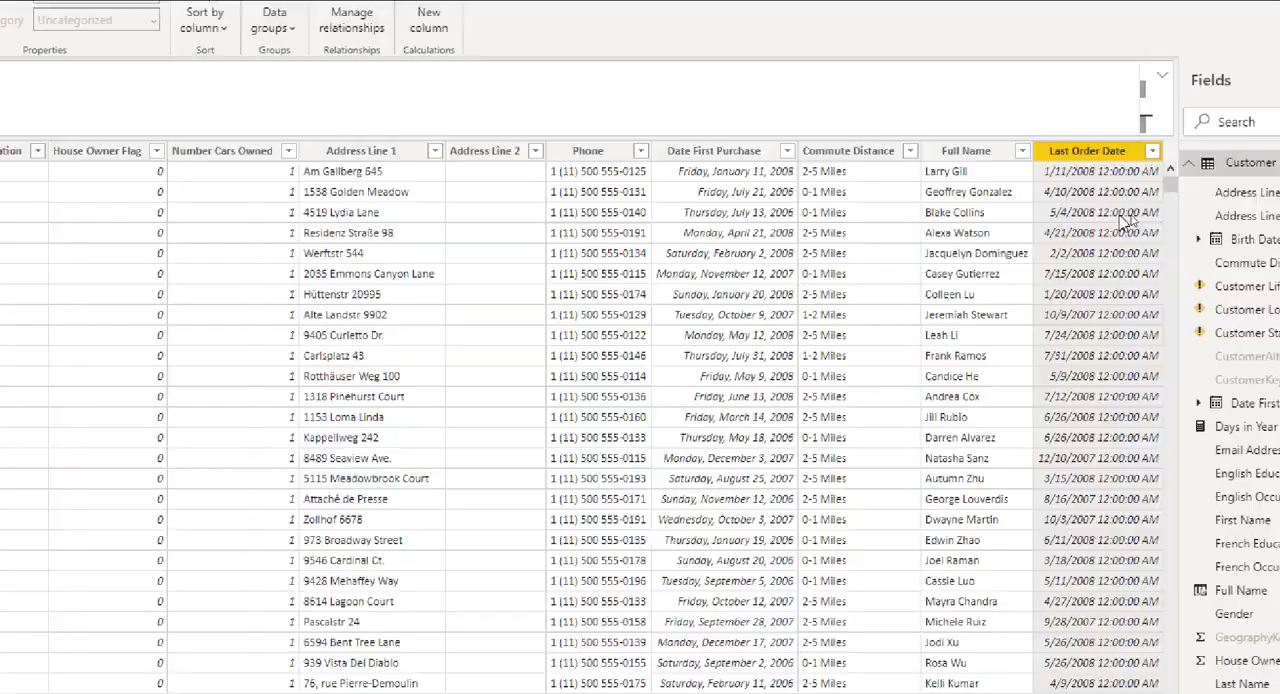 gory Uncategorized
Sort by column
Data groups
Manage relationships
New column
Properties Sort Groups Relationships Calculations
Fields
Search
ation House Owner Flag Number Cars Owned Address Line 1 Address Line 2 Phone Date First Purchase Commute Distance Full Name Last Order Date
0 1 Am Gallberg 645 1 (11) 500 555-0125 Friday, January 11, 2008 2-5 Miles Larry Gill 1/11/2008 12:00:00 AM
0 1 1538 Golden Meadow 1 (11) 500 555-0131 Friday, July 21, 2006 0-1 Miles Geoffrey Gonzalez 4/10/2008 12:00:00 AM
0 1 4519 Lydia Lane 1 (11) 500 555-0140 Thursday, July 13, 2006 0-1 Miles Blake Collins 5/4/2008 12:00:00 AM
0 1 Residenz Straße 98 1 (11) 500 555-0191 Monday, April 21, 2008 2-5 Miles Alexa Watson 4/21/2008 12:00:00 AM
0 1 Werftstr 544 1 (11) 500 555-0134 Saturday, February 2, 2008 2-5 Miles Jacquelyn Dominguez 2/2/2008 12:00:00 AM
0 1 2035 Emmons Canyon Lane 1 (11) 500 555-0115 Monday, November 12, 2007 0-1 Miles Casey Gutierrez 7/15/2008 12:00:00 AM
0 1 Hüttenstr 20995 1 (11) 500 555-0174 Sunday, January 20, 2008 2-5 Miles Colleen Lu 1/20/2008 12:00:00 AM
0 1 Alte Landstr 9902 1 (11) 500 555-0129 Tuesday, October 9, 2007 1-2 Miles Jeremiah Stewart 10/9/2007 12:00:00 AM
0 1 9405 Curletto Dr. 1 (11) 500 555-0122 Monday, May 12, 2008 2-5 Miles Leah Li 7/24/2008 12:00:00 AM
0 1 Carlsplatz 43 1 (11) 500 555-0146 Thursday, July 31, 2008 1-2 Miles Frank Ramos 7/31/2008 12:00:00 AM
0 1 Rotthäuser Weg 100 1 (11) 500 555-0114 Friday, May 9, 2008 0-1 Miles Candice He 5/9/2008 12:00:00 AM
0 1 1318 Pinehurst Court 1 (11) 500 555-0136 Friday, June 13, 2008 2-5 Miles Andrea Cox 7/12/2008 12:00:00 AM
0 1 1153 Loma Linda 1 (11) 500 555-0160 Friday, March 14, 2008 2-5 Miles Jill Rubio 6/26/2008 12:00:00 AM
0 1 Kappellweg 242 1 (11) 500 555-0133 Thursday, May 18, 2006 0-1 Miles Darren Alvarez 6/26/2008 12:00:00 AM
0 1 8489 Seaview Ave. 1 (11) 500 555-0115 Monday, December 3, 2007 2-5 Miles Natasha Sanz 12/10/2007 12:00:00 AM
0 1 5115 Meadowbrook Court 1 (11) 500 555-0193 Saturday, August 25, 2007 2-5 Miles Autumn Zhu 3/15/2008 12:00:00 AM
0 1 Attaché de Presse 1 (11) 500 555-0171 Sunday, November 12, 2006 2-5 Miles George Louverdis 8/16/2007 12:00:00 AM
0 1 Zollhof 6678 1 (11) 500 555-0191 Wednesday, October 3, 2007 0-1 Miles Dwayne Martin 10/3/2007 12:00:00 AM
0 1 973 Broadway Street 1 (11) 500 555-0135 Thursday, January 19, 2006 0-1 Miles Edwin Zhao 6/11/2008 12:00:00 AM
0 1 9546 Cardinal Ct. 1 (11) 500 555-0178 Sunday, August 20, 2006 0-1 Miles Joel Raman 3/18/2008 12:00:00 AM
0 1 9428 Mehaffey Way 1 (11) 500 555-0196 Tuesday, September 5, 2006 0-1 Miles Cassie Luo 5/11/2008 12:00:00 AM
0 1 8614 Lagoon Court 1 (11) 500 555-0133 Friday, October 12, 2007 2-5 Miles Mayra Chandra 4/27/2008 12:00:00 AM
0 1 Pascalstr 24 1 (11) 500 555-0158 Friday, September 28, 2007 2-5 Miles Michele Ruiz 9/28/2007 12:00:00 AM
0 1 6594 Bent Tree Lane 1 (11) 500 555-0139 Monday, December 17, 2007 2-5 Miles Jodi Xu 5/26/2008 12:00:00 AM
0 1 939 Vista Del Diablo 1 (11) 500 555-0155 Saturday, September 2, 2006 0-1 Miles Rosa Wu 5/26/2008 12:00:00 AM
0 1 76, rue Pierre-Demoulin 1 (11) 500 555-0175 Saturday, February 11, 2006 2-5 Miles Kelli Kumar 4/9/2008 12:00:00 AM
Customer
Address Line
Address Line
Birth Date
Commute Di
Customer Lif
Customer Lo
Customer Sta
CustomerAlt
CustomerKey
Date First
Days in Year
Email Addres
English Educ
English Occu
First Name
French Educa
French Occup
Full Name
Gender
GeographyKe
House Owne
Last Name